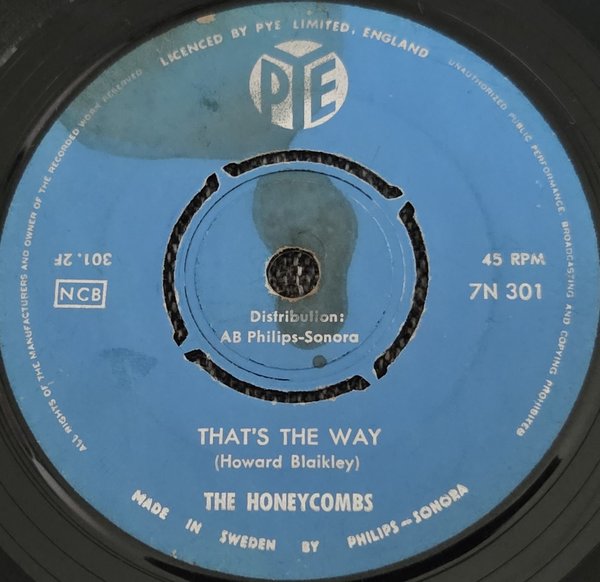 LICENCED BY PYE LIMITED, ENGLAND
PYE
UNAUTHORIZED PUBLIC PERFORMANCE BROADCASTING AND COPYING PROHIBITED
ALL RIGHTS OF THE MANUFACTURERS AND OWNER OF THE RECORDED WORK RESERVED
301.2F
NCB
45 RPM
7N 301
Distribution:
AB Philips-Sonora
THAT'S THE WAY
(Howard Blaikley)
THE HONEYCOMBS
MADE IN SWEDEN BY PHILIPS-SONORA